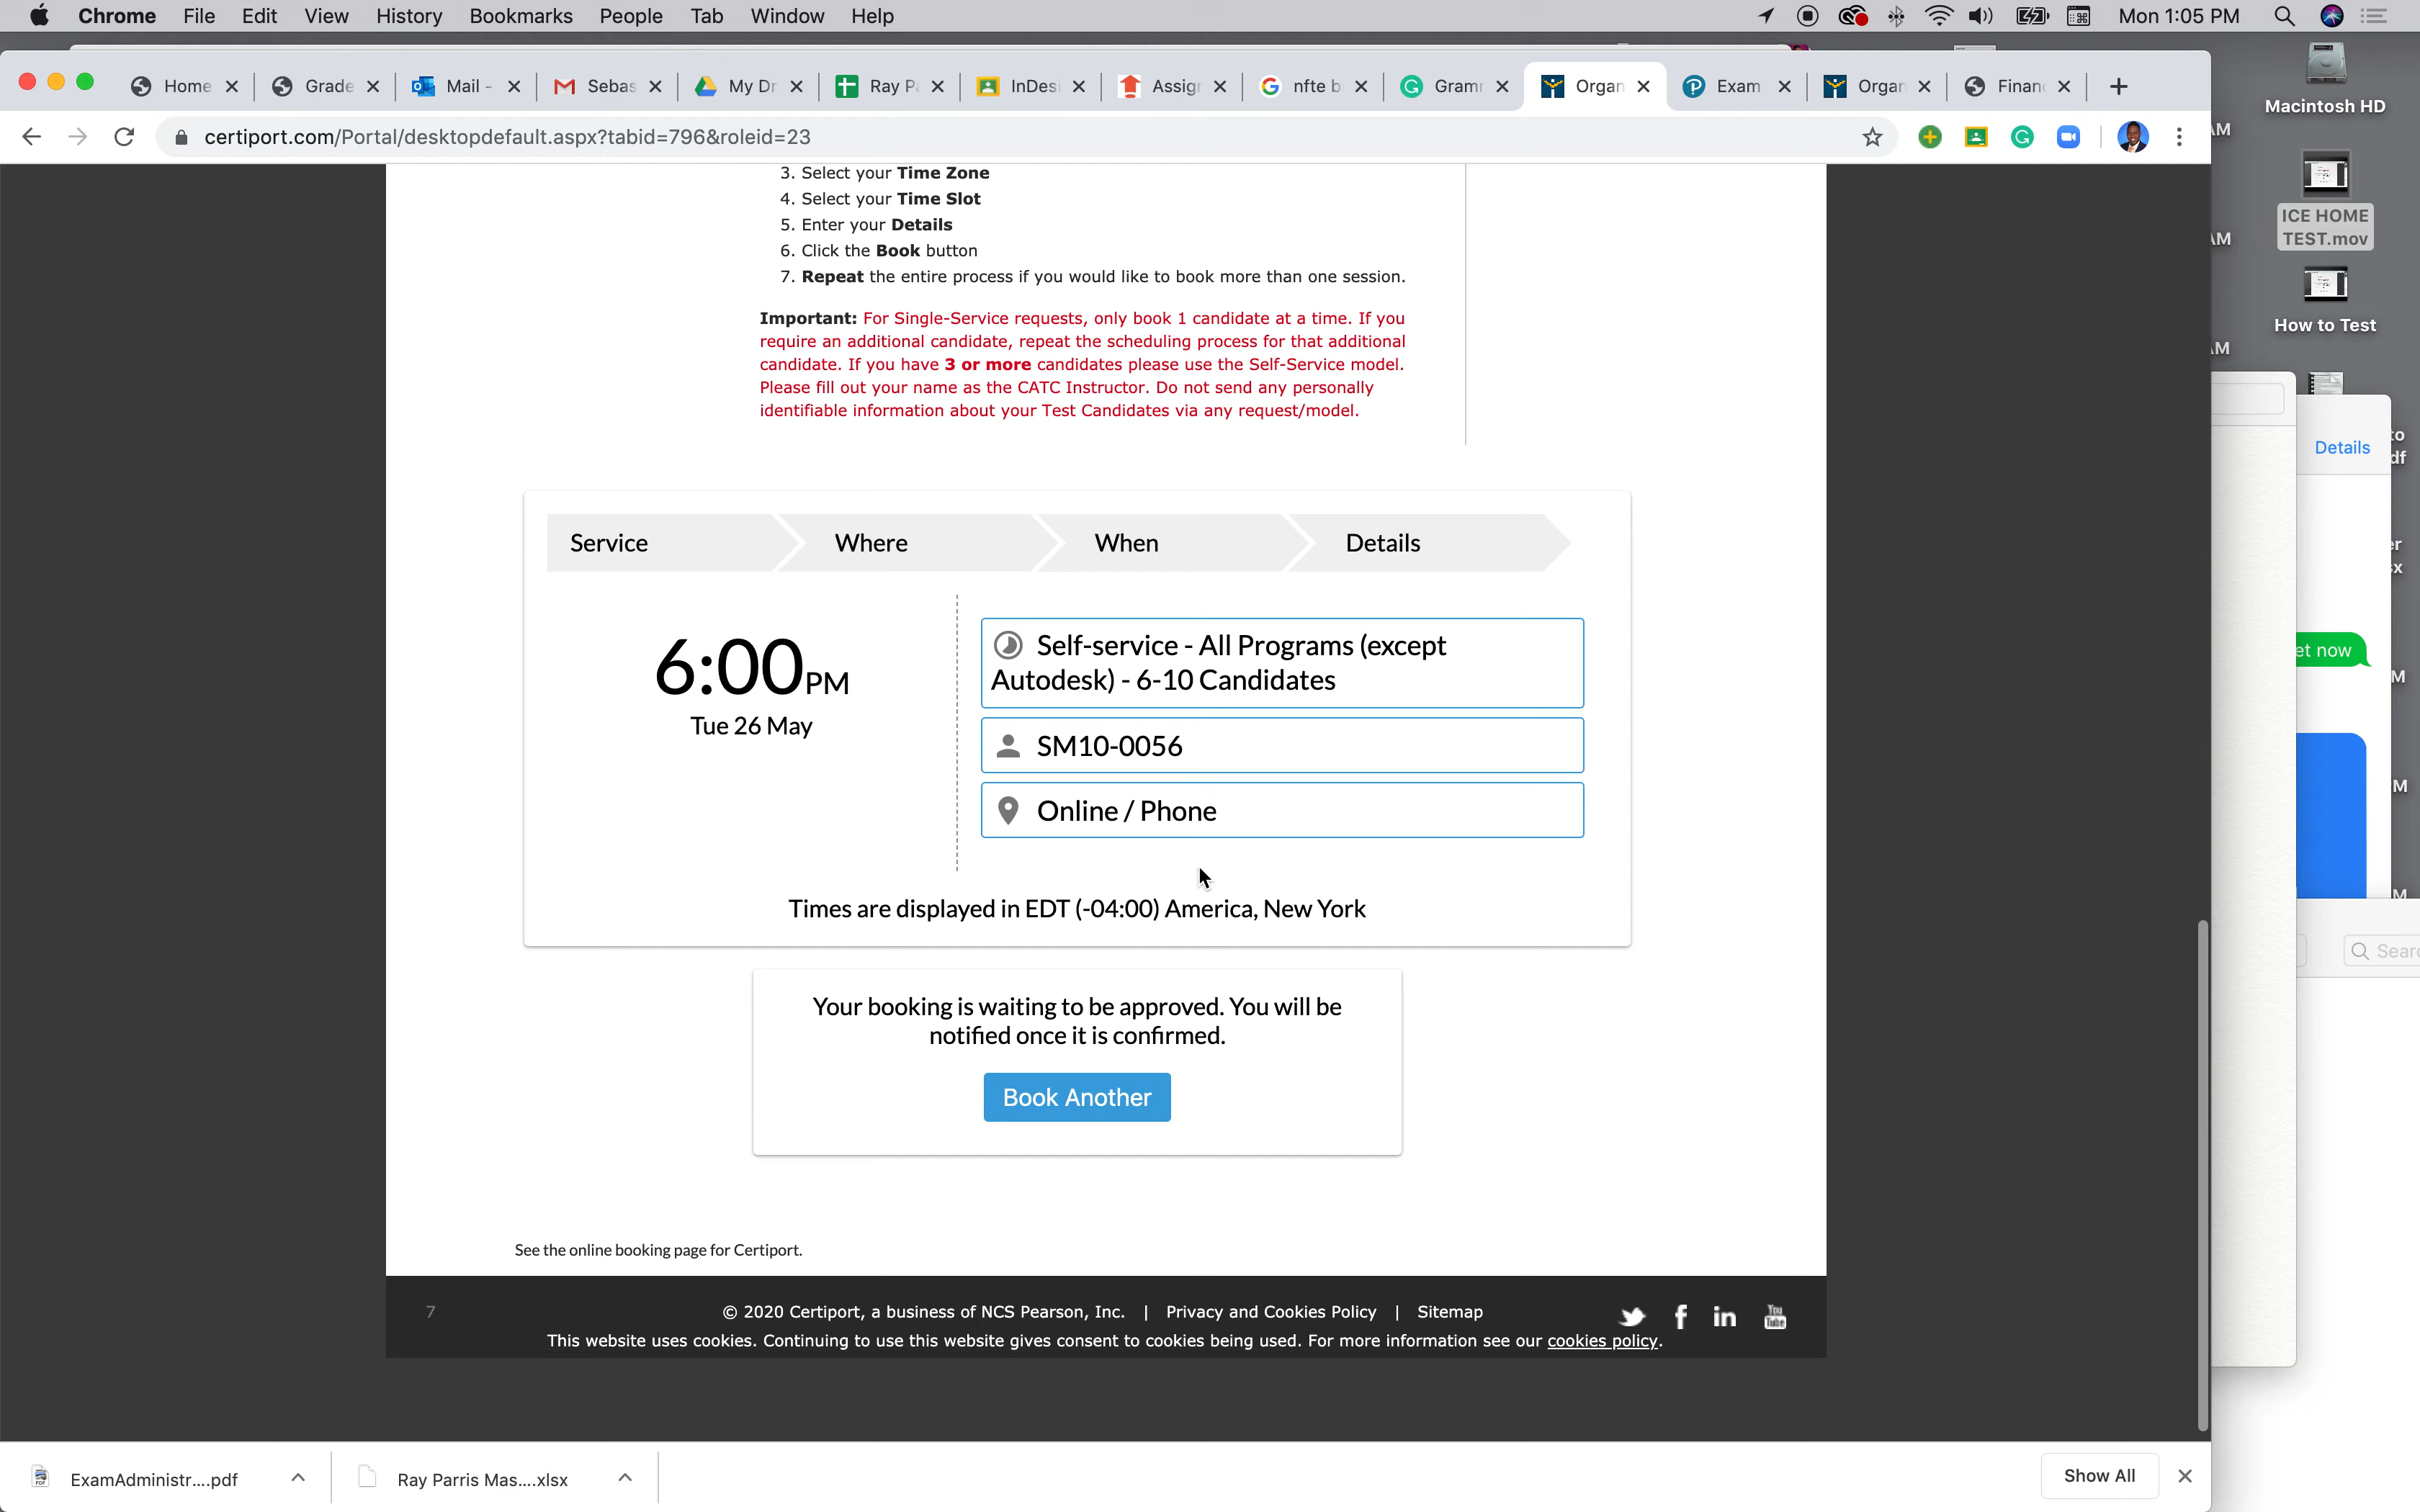 Chrome File Edit View History Bookmarks People Tab Window Help Mon 1:05 PM
Home Grade Mail - Sebas My Dr Ray Pa InDesi Assign nfte b Gramr Organ Exam Organ Financ
certiport.com/Portal/desktopdefault.aspx?tabid=796&roleid=23
3. Select your Time Zone
4. Select your Time Slot
5. Enter your Details
6. Click the Book button
7. Repeat the entire process if you would like to book more than one session.
Important: For Single-Service requests, only book 1 candidate at a time. If you
require an additional candidate, repeat the scheduling process for that additional
candidate. If you have 3 or more candidates please use the Self-Service model.
Please fill out your name as the CATC Instructor. Do not send any personally
identifiable information about your Test Candidates via any request/model.
Service Where When Details
6:00PM
Tue 26 May
Self-service - All Programs (except
Autodesk) - 6-10 Candidates
SM10-0056
Online / Phone
Times are displayed in EDT (-04:00) America, New York
Your booking is waiting to be approved. You will be
notified once it is confirmed.
Book Another
See the online booking page for Certiport.
7
© 2020 Certiport, a business of NCS Pearson, Inc. | Privacy and Cookies Policy | Sitemap
You Tube
This website uses cookies. Continuing to use this website gives consent to cookies being used. For more information see our cookies policy.
ExamAdministr....pdf
Ray Parris Mas....xlsx
Show All
Macintosh HD
ICE HOME
TEST.mov
How to Test
Details
et now